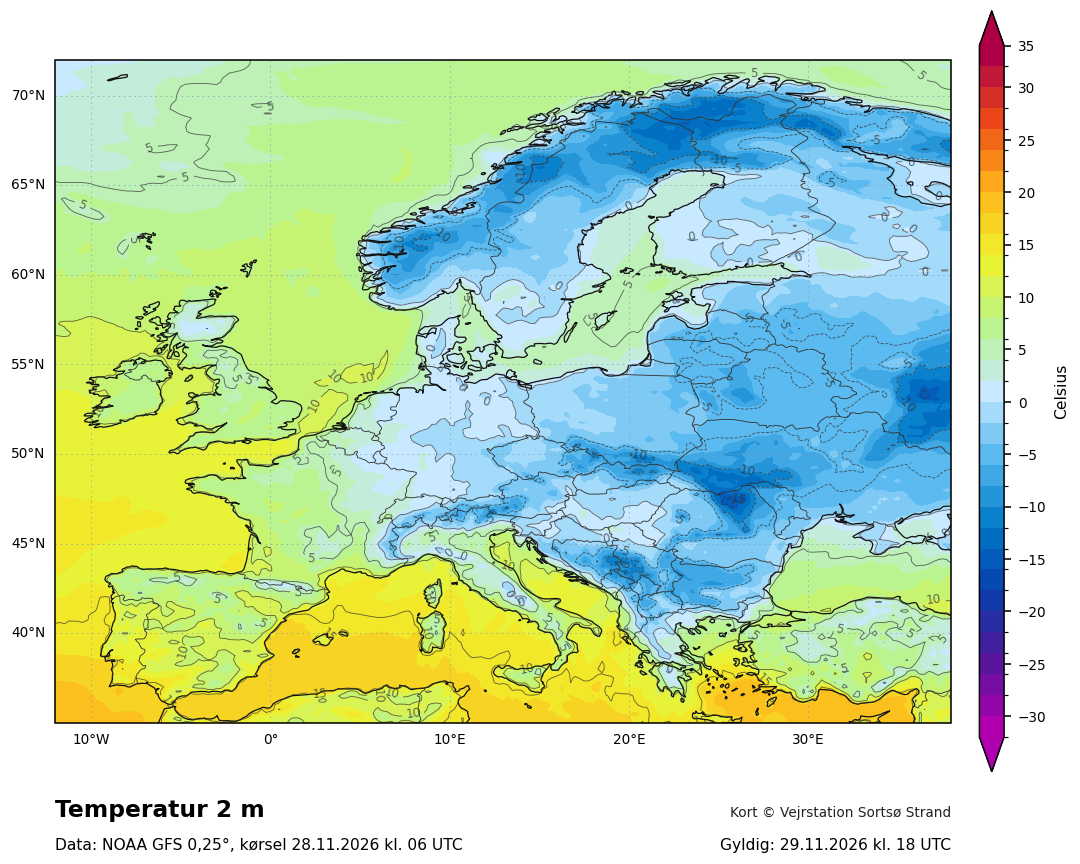 70°N
65°N
60°N
55°N
50°N
45°N
40°N
10°W
0°
10°E
20°E
30°E
35
30
25
20
15
10
5
0
−5
−10
−15
−20
−25
−30
Celsius
Temperatur 2 m
Kort © Vejrstation Sortsø Strand
Data: NOAA GFS 0,25°, kørsel 28.11.2026 kl. 06 UTC
Gyldig: 29.11.2026 kl. 18 UTC